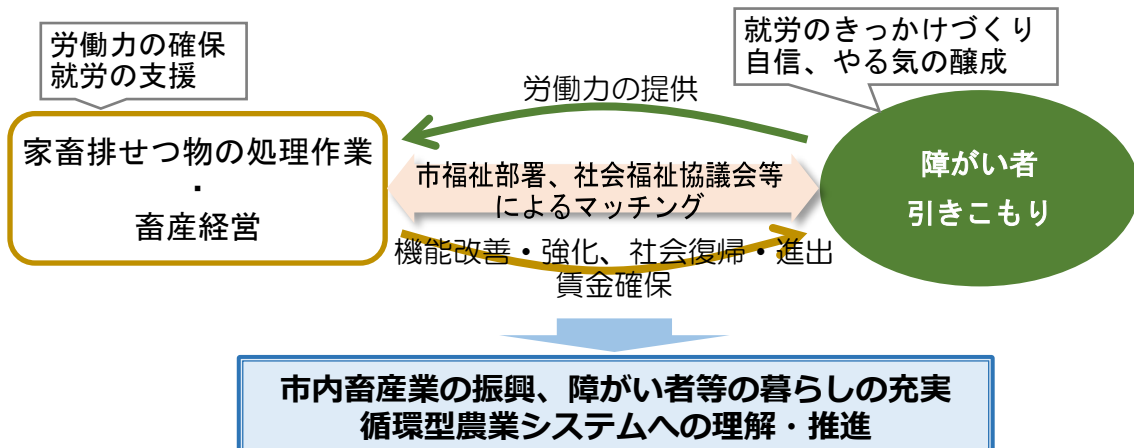 労働力の確保
就労の支援
就労のきっかけづくり
自信、やる気の醸成
労働力の提供
家畜排せつ物の処理作業
・
畜産経営
市福祉部署、社会福祉協議会等
によるマッチング
障がい者
引きこもり
機能改善・強化、社会復帰・進出
賃金確保
市内畜産業の振興、障がい者等の暮らしの充実
循環型農業システムへの理解・推進